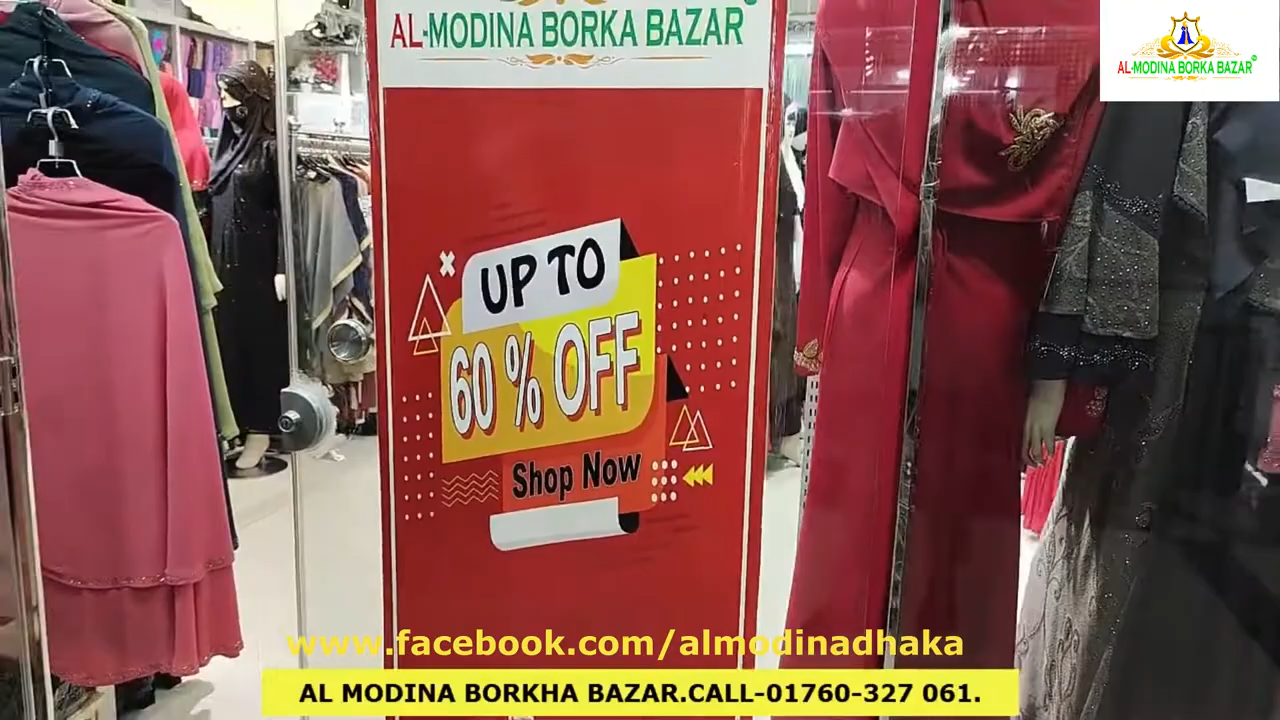 AL-MODINA BORKA BAZAR
AL-MODINA BORKA BAZAR
UP TO
60 % OFF
Shop Now
www.facebook.com/almodinadhaka
AL MODINA BORKHA BAZAR.CALL-01760-327 061.